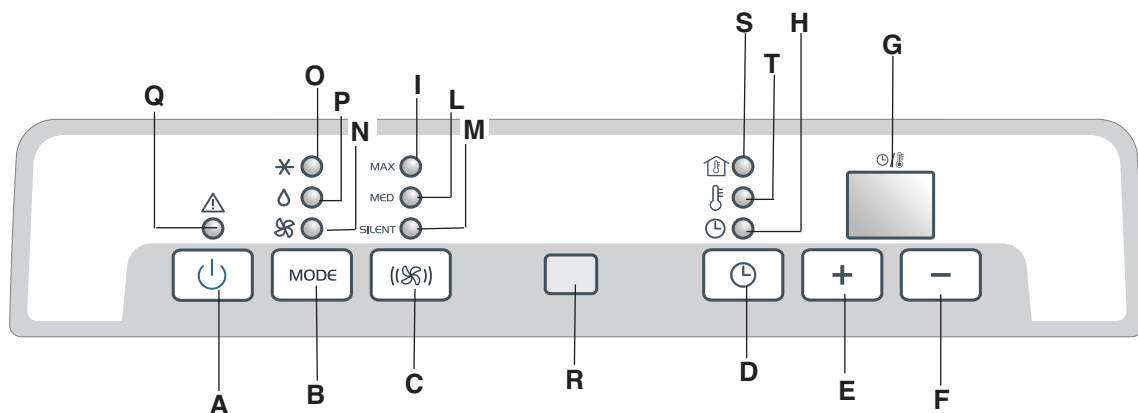 S H
G
O I T
Q P L
N M
MAX
MED
SILENT
MODE
+ −
A B C R D E F